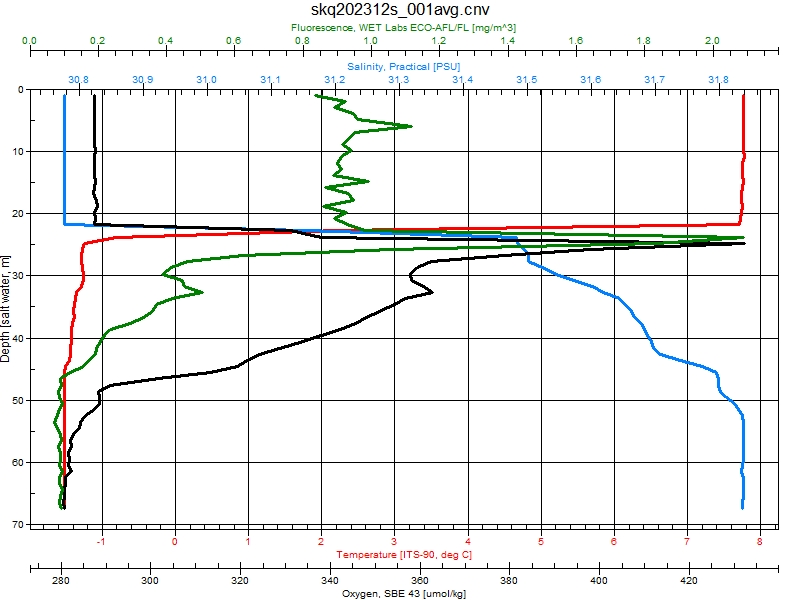 skq202312s_001avg.cnv
Fluorescence, WET Labs ECO-AFL/FL [mg/m^3]
0.0 0.2 0.4 0.6 0.8 1.0 1.2 1.4 1.6 1.8 2.0
Salinity, Practical [PSU]
30.8 30.9 31.0 31.1 31.2 31.3 31.4 31.5 31.6 31.7 31.8
0
10
20
30
40
50
60
70
Depth [salt water, m]
-1 0 1 2 3 4 5 6 7 8
Temperature [ITS-90, deg C]
280 300 320 340 360 380 400 420
Oxygen, SBE 43 [umol/kg]